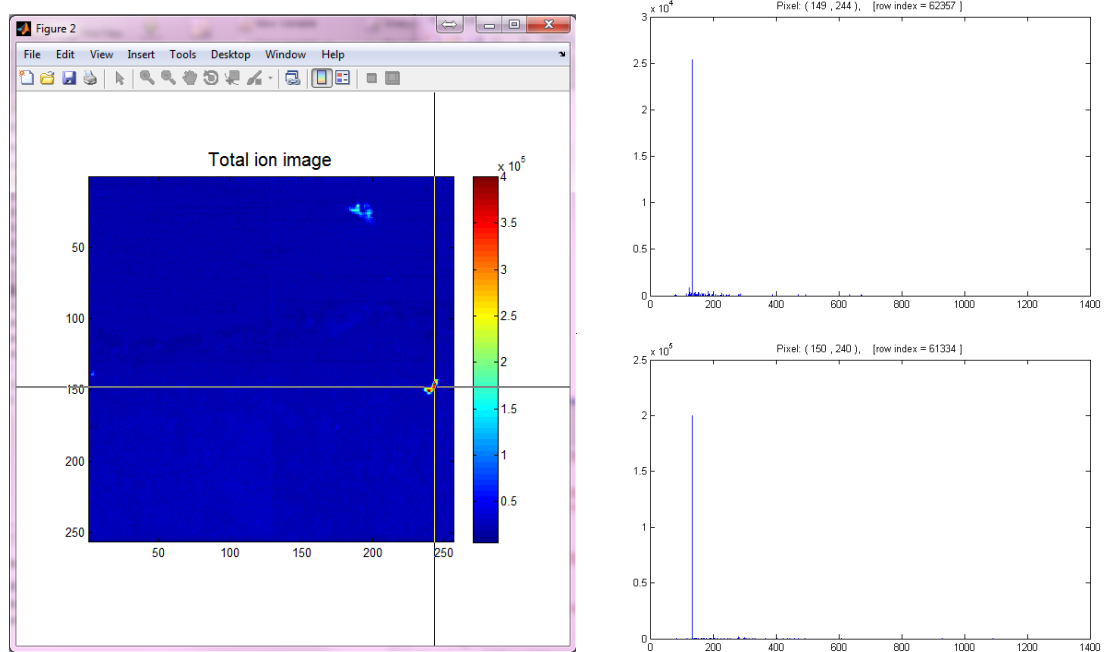 Figure 2
File Edit View Insert Tools Desktop Window Help
Total ion image
x 10^5
4
3.5
3
2.5
2
1.5
1
0.5
50
100
150
200
250
50 100 150 200 250
Pixel: ( 149 , 244 ), [row index = 62357 ]
x 10^4
3
2.5
2
1.5
1
0.5
0
0 200 400 600 800 1000 1200 1400
Pixel: ( 150 , 240 ), [row index = 61334 ]
x 10^5
2.5
2
1.5
1
0.5
0
0 200 400 600 800 1000 1200 1400